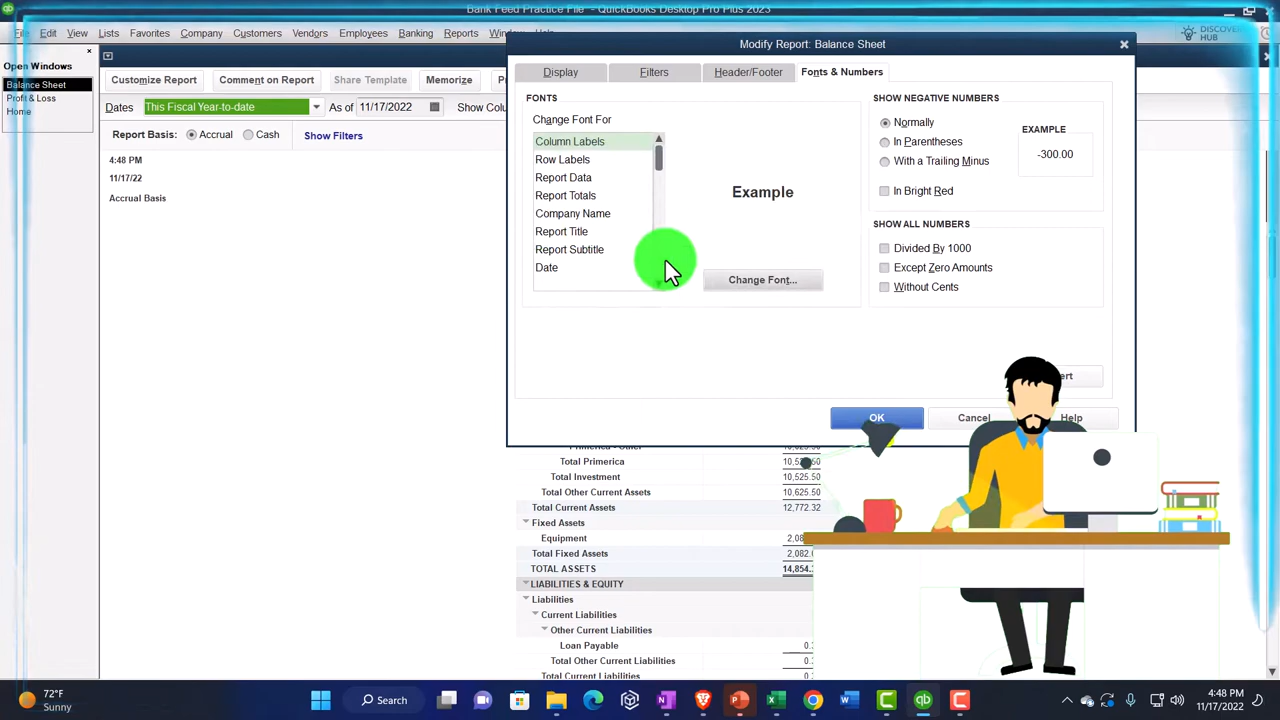 Bank Feed Practice File - QuickBooks Desktop Pro Plus 2023
File Edit View Lists Favorites Company Customers Vendors Employees Banking Reports Window
DISCOVER
HUB
Open Windows
Balance Sheet
Profit & Loss
Home
Customize Report
Comment on Report
Share Template
Memorize
Dates
This Fiscal Year-to-date
As of
11/17/2022
Report Basis:
Accrual
Cash
Show Filters
4:48 PM
11/17/22
Accrual Basis
Modify Report: Balance Sheet
Display
Filters
Header/Footer
Fonts & Numbers
FONTS
Change Font For
Column Labels
Row Labels
Report Data
Report Totals
Company Name
Report Title
Report Subtitle
Date
Example
Change Font...
SHOW NEGATIVE NUMBERS
Normally
In Parentheses
With a Trailing Minus
In Bright Red
EXAMPLE
-300.00
SHOW ALL NUMBERS
Divided By 1000
Except Zero Amounts
Without Cents
OK
Cancel
Help
Total Primerica
Total Investment 10,525.50
Total Other Current Assets 10,625.50
Total Current Assets 12,772.32
Fixed Assets
Equipment
Total Fixed Assets
TOTAL ASSETS
LIABILITIES & EQUITY
Liabilities
Current Liabilities
Other Current Liabilities
Loan Payable
Total Other Current Liabilities
Total Current Liabilities
72°F
Sunny
Search
4:48 PM
11/17/2022